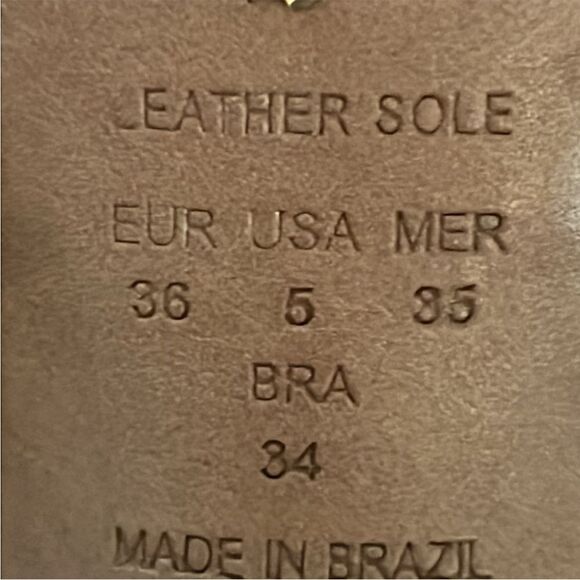 LEATHER SOLE
EUR USA MER
36 5 35
BRA
34
MADE IN BRAZIL